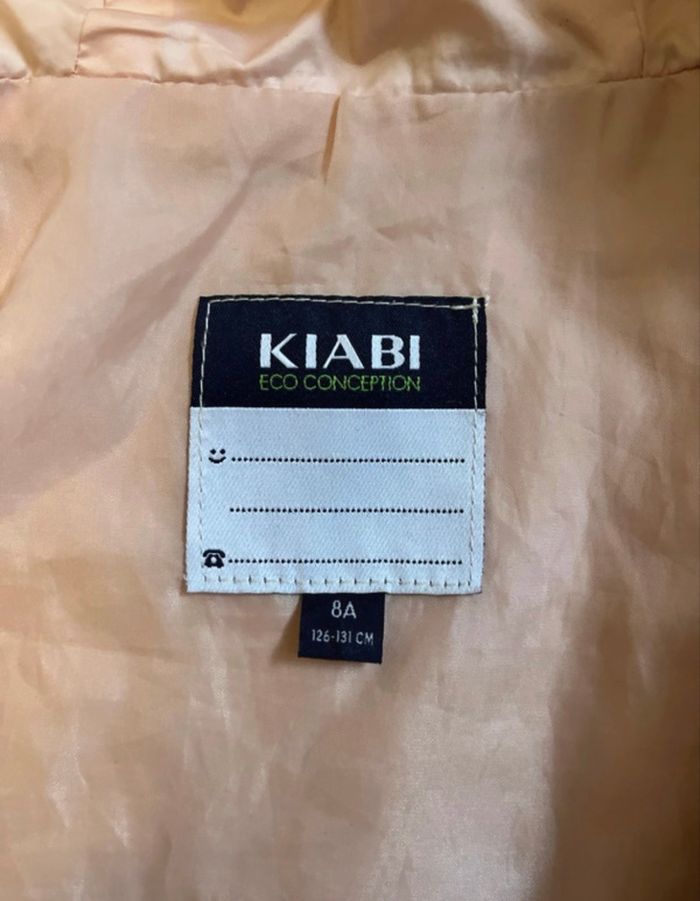 KIABI
ECO CONCEPTION
8A
126-131 CM